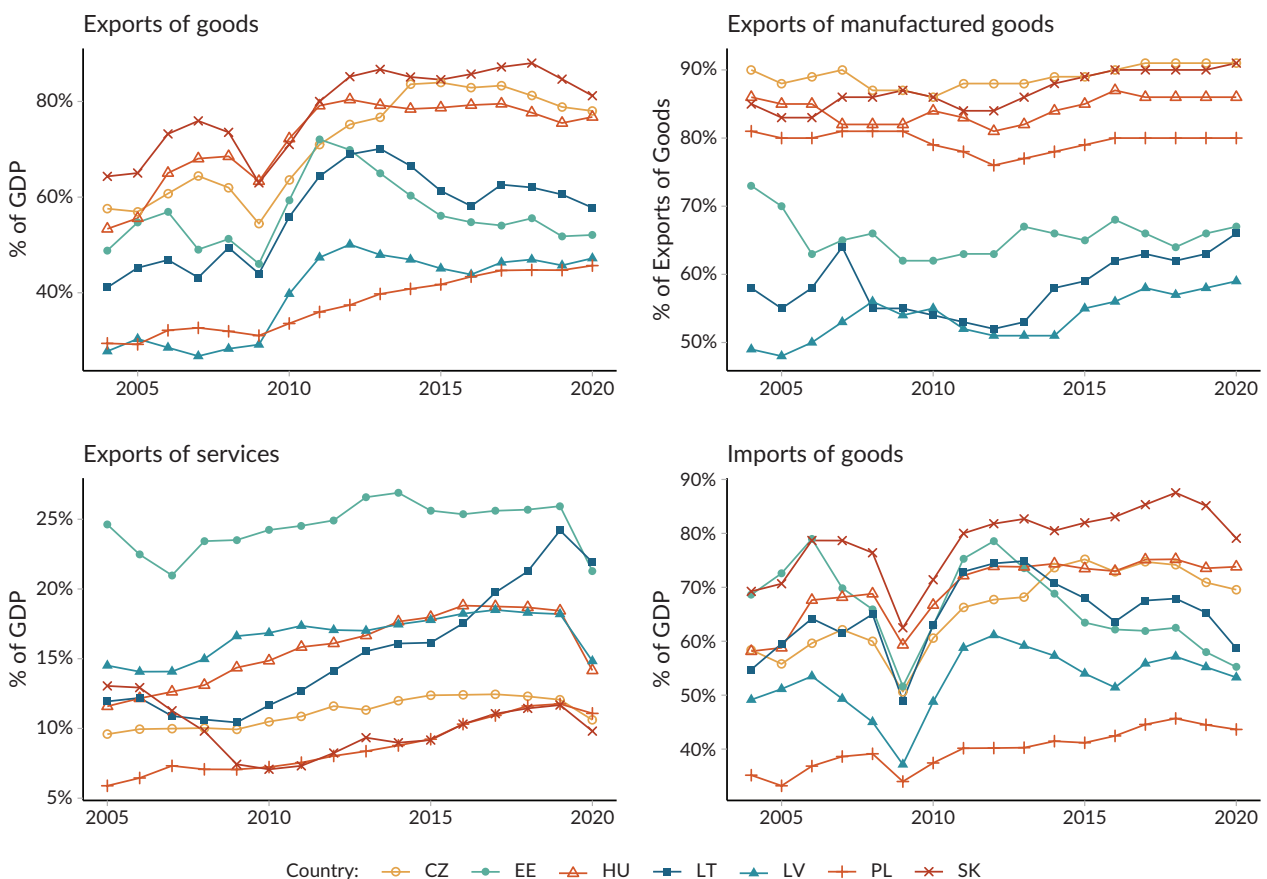 Exports of goods
% of GDP
80%
60%
40%
2005 2010 2015 2020
Exports of manufactured goods
% of Exports of Goods
90%
80%
70%
60%
50%
2005 2010 2015 2020
Exports of services
% of GDP
25%
20%
15%
10%
5%
2005 2010 2015 2020
Imports of goods
% of GDP
90%
80%
70%
60%
50%
40%
2005 2010 2015 2020
Country: CZ EE HU LT LV PL SK